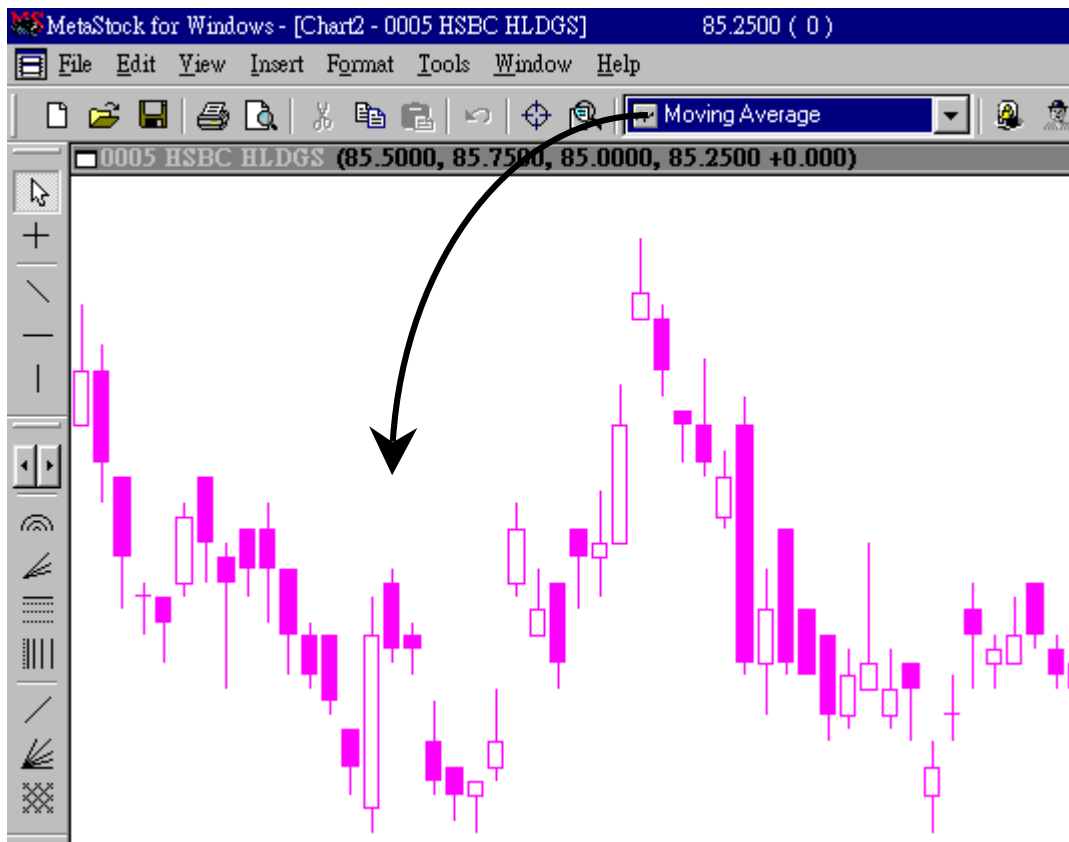 MS MetaStock for Windows - [Chart2 - 0005 HSBC HLDGS] 85.2500 ( 0 )
File Edit View Insert Format Tools Window Help
Moving Average
0005 HSBC HLDGS (85.5000, 85.7500, 85.0000, 85.2500 +0.000)